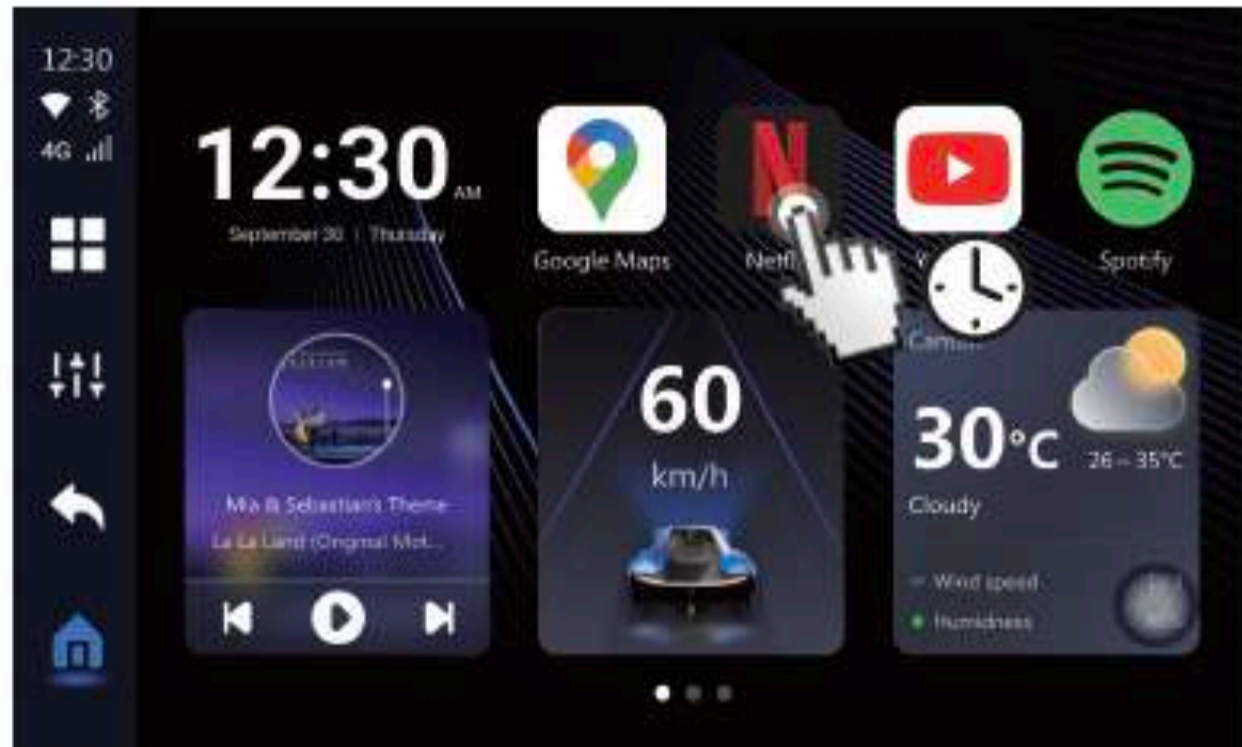 12:30
4G
12:30 AM
September 30 | Thursday
Google Maps
Netfl
Spotify
Mia & Sebastian's Theme
La La Land (Original Mot...
60
km/h
30°C
26~35°C
Cloudy
Wind speed
Humidness